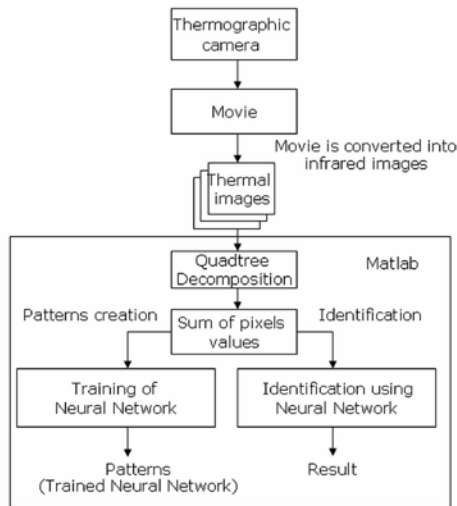 Thermographic
camera
Movie
Movie is converted into
infrared images
Thermal
images
Quadtree
Decomposition
Matlab
Patterns creation
Sum of pixels
values
Identification
Training of
Neural Network
Identification using
Neural Network
Patterns
(Trained Neural Network)
Result